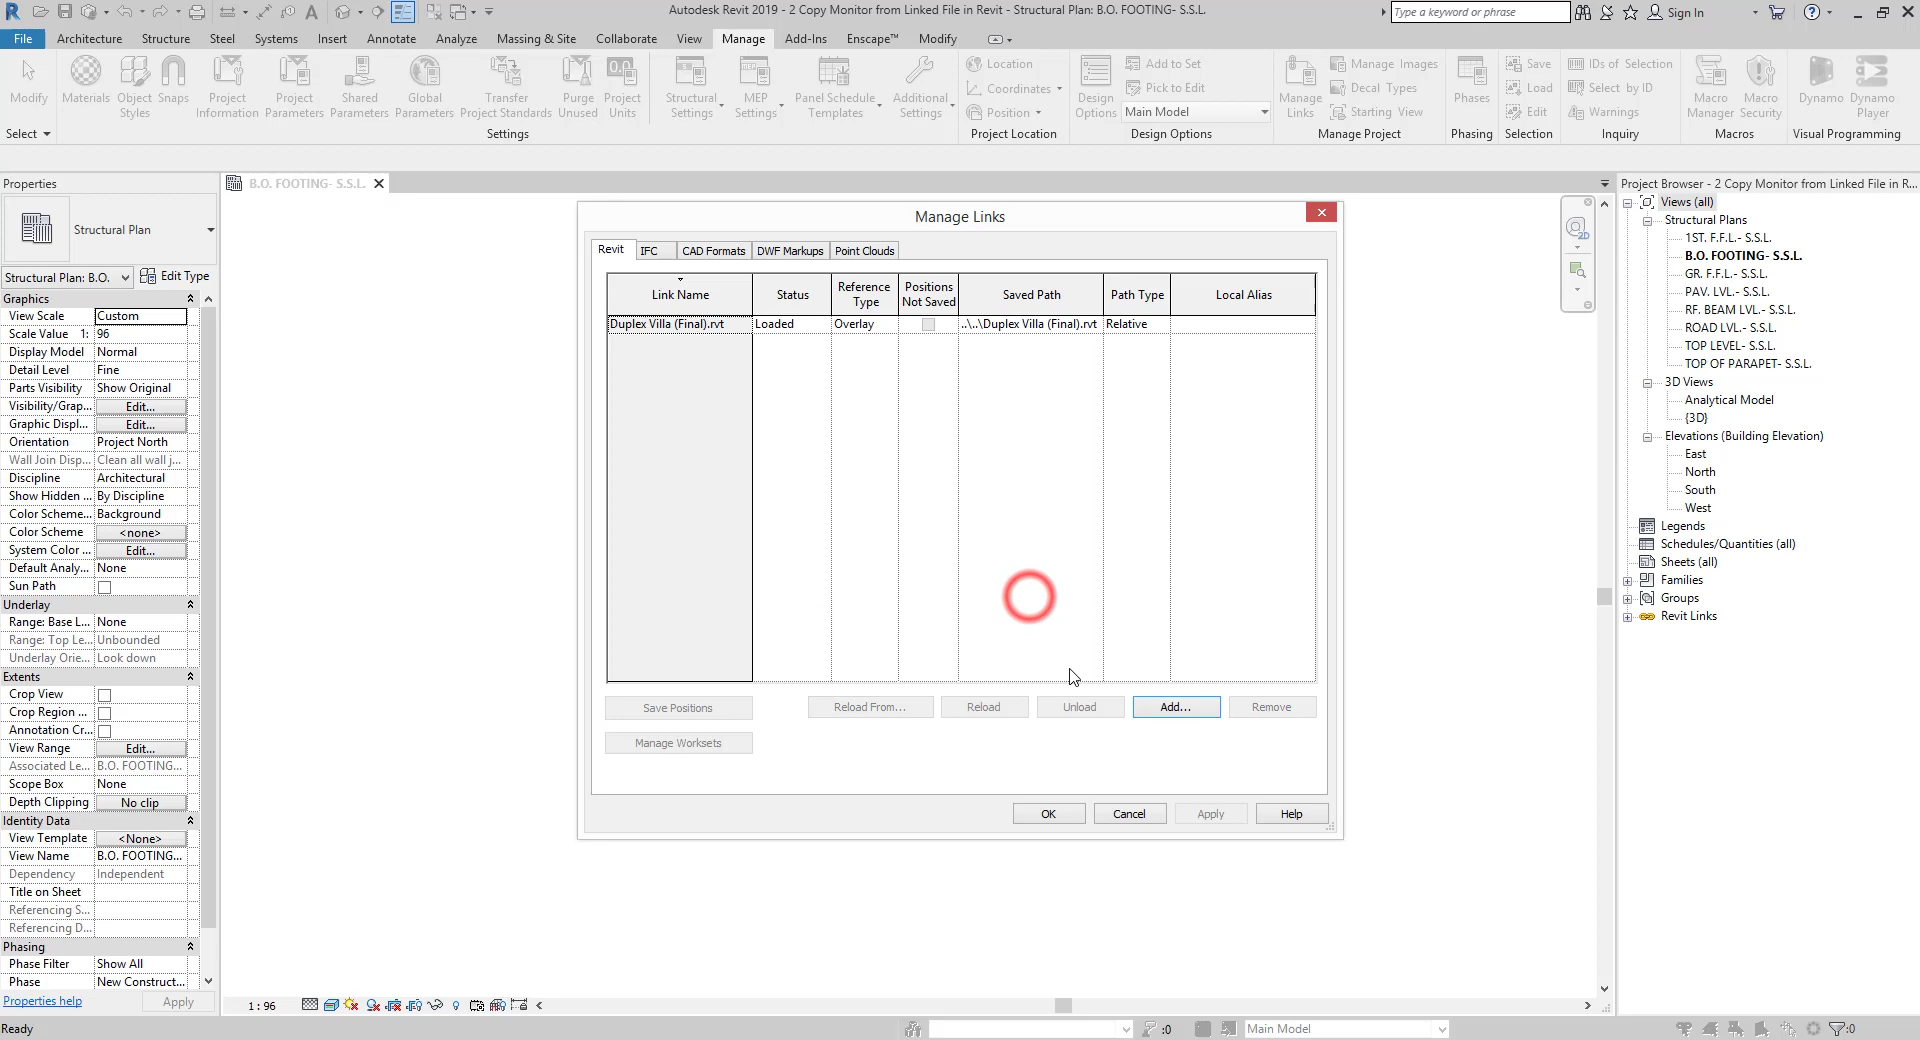 Autodesk Revit 2019 - 2 Copy Monitor from Linked File in Revit - Structural Plan: B.O. FOOTING- S.S.L.
Type a keyword or phrase
Sign In
File Architecture Structure Steel Systems Insert Annotate Analyze Massing & Site Collaborate View Manage Add-Ins Enscape™ Modify
Modify
Materials
Object Styles
Snaps
Project Information
Project Parameters
Shared Parameters
Global Parameters
Transfer Project Standards
Purge Unused
Project Units
Structural Settings
MEP Settings
Panel Schedule Templates
Additional Settings
Location
Coordinates
Position
Design Options
Add to Set
Pick to Edit
Main Model
Manage Links
Manage Images
Decal Types
Starting View
Phases
Save
Load
Edit
IDs of Selection
Select by ID
Warnings
Macro Manager
Macro Security
Dynamo
Dynamo Player
Select Settings Project Location Design Options Manage Project Phasing Selection Inquiry Macros Visual Programming
Properties
Structural Plan
Structural Plan: B.O. Edit Type
Graphics
View Scale Custom
Scale Value 1: 96
Display Model Normal
Detail Level Fine
Parts Visibility Show Original
Visibility/Grap... Edit...
Graphic Displ... Edit...
Orientation Project North
Wall Join Disp... Clean all wall j...
Discipline Architectural
Show Hidden ... By Discipline
Color Scheme... Background
Color Scheme <none>
System Color ... Edit...
Default Analy... None
Sun Path
Underlay
Range: Base L... None
Range: Top Le... Unbounded
Underlay Orie... Look down
Extents
Crop View
Crop Region ...
Annotation Cr...
View Range Edit...
Associated Le... B.O. FOOTING...
Scope Box None
Depth Clipping No clip
Identity Data
View Template <None>
View Name B.O. FOOTING...
Dependency Independent
Title on Sheet
Referencing S...
Referencing D...
Phasing
Phase Filter Show All
Phase New Construct...
Properties help Apply
B.O. FOOTING- S.S.L.
Manage Links
Revit IFC CAD Formats DWF Markups Point Clouds
Link Name Status Reference Type Positions Not Saved Saved Path Path Type Local Alias
Duplex Villa (Final).rvt Loaded Overlay ..\..\Duplex Villa (Final).rvt Relative
Save Positions Reload From... Reload Unload Add... Remove
Manage Worksets
OK Cancel Apply Help
2D
Project Browser - 2 Copy Monitor from Linked File in R...
Views (all)
Structural Plans
1ST. F.F.L.- S.S.L.
B.O. FOOTING- S.S.L.
GR. F.F.L.- S.S.L.
PAV. LVL.- S.S.L.
RF. BEAM LVL.- S.S.L.
ROAD LVL.- S.S.L.
TOP LEVEL- S.S.L.
TOP OF PARAPET- S.S.L.
3D Views
Analytical Model
{3D}
Elevations (Building Elevation)
East
North
South
West
Legends
Schedules/Quantities (all)
Sheets (all)
Families
Groups
Revit Links
1 : 96
Ready
:0
Main Model
:0